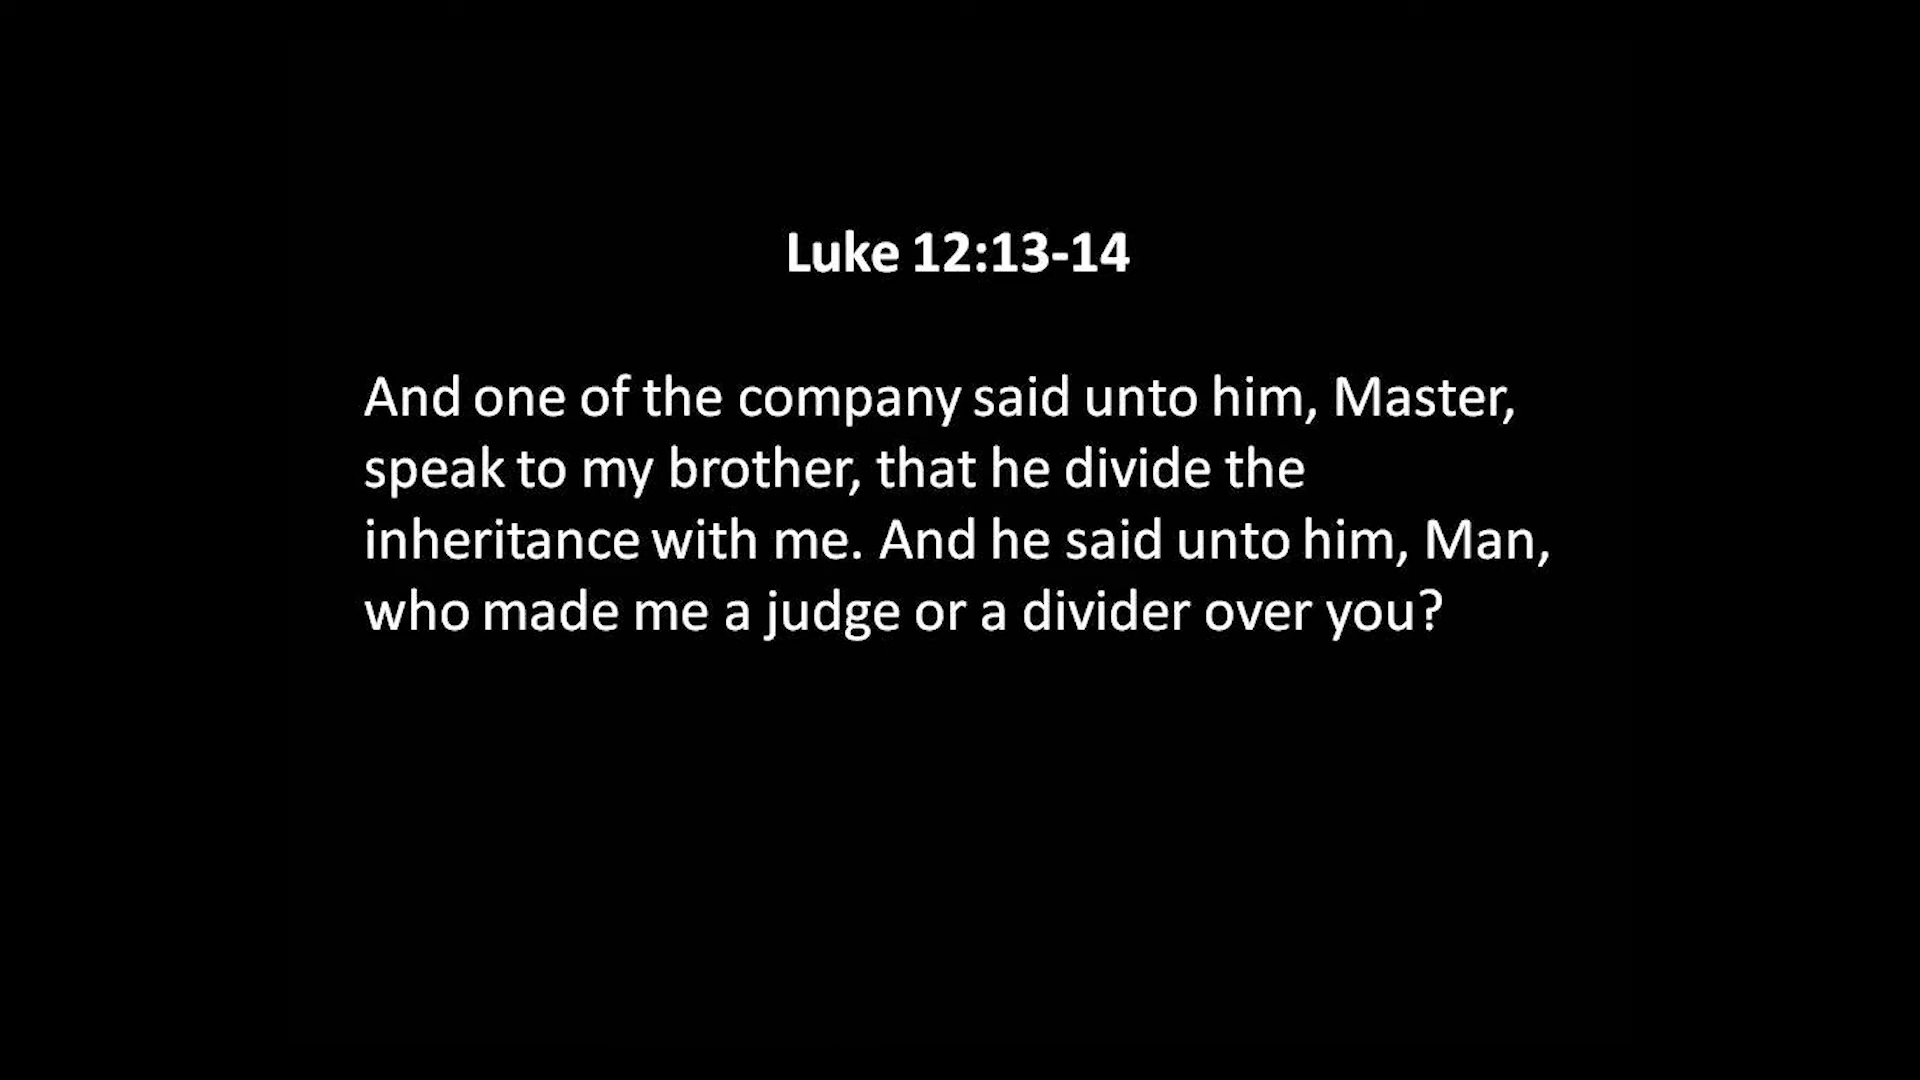 Luke 12:13-14
And one of the company said unto him, Master,
speak to my brother, that he divide the
inheritance with me. And he said unto him, Man,
who made me a judge or a divider over you?